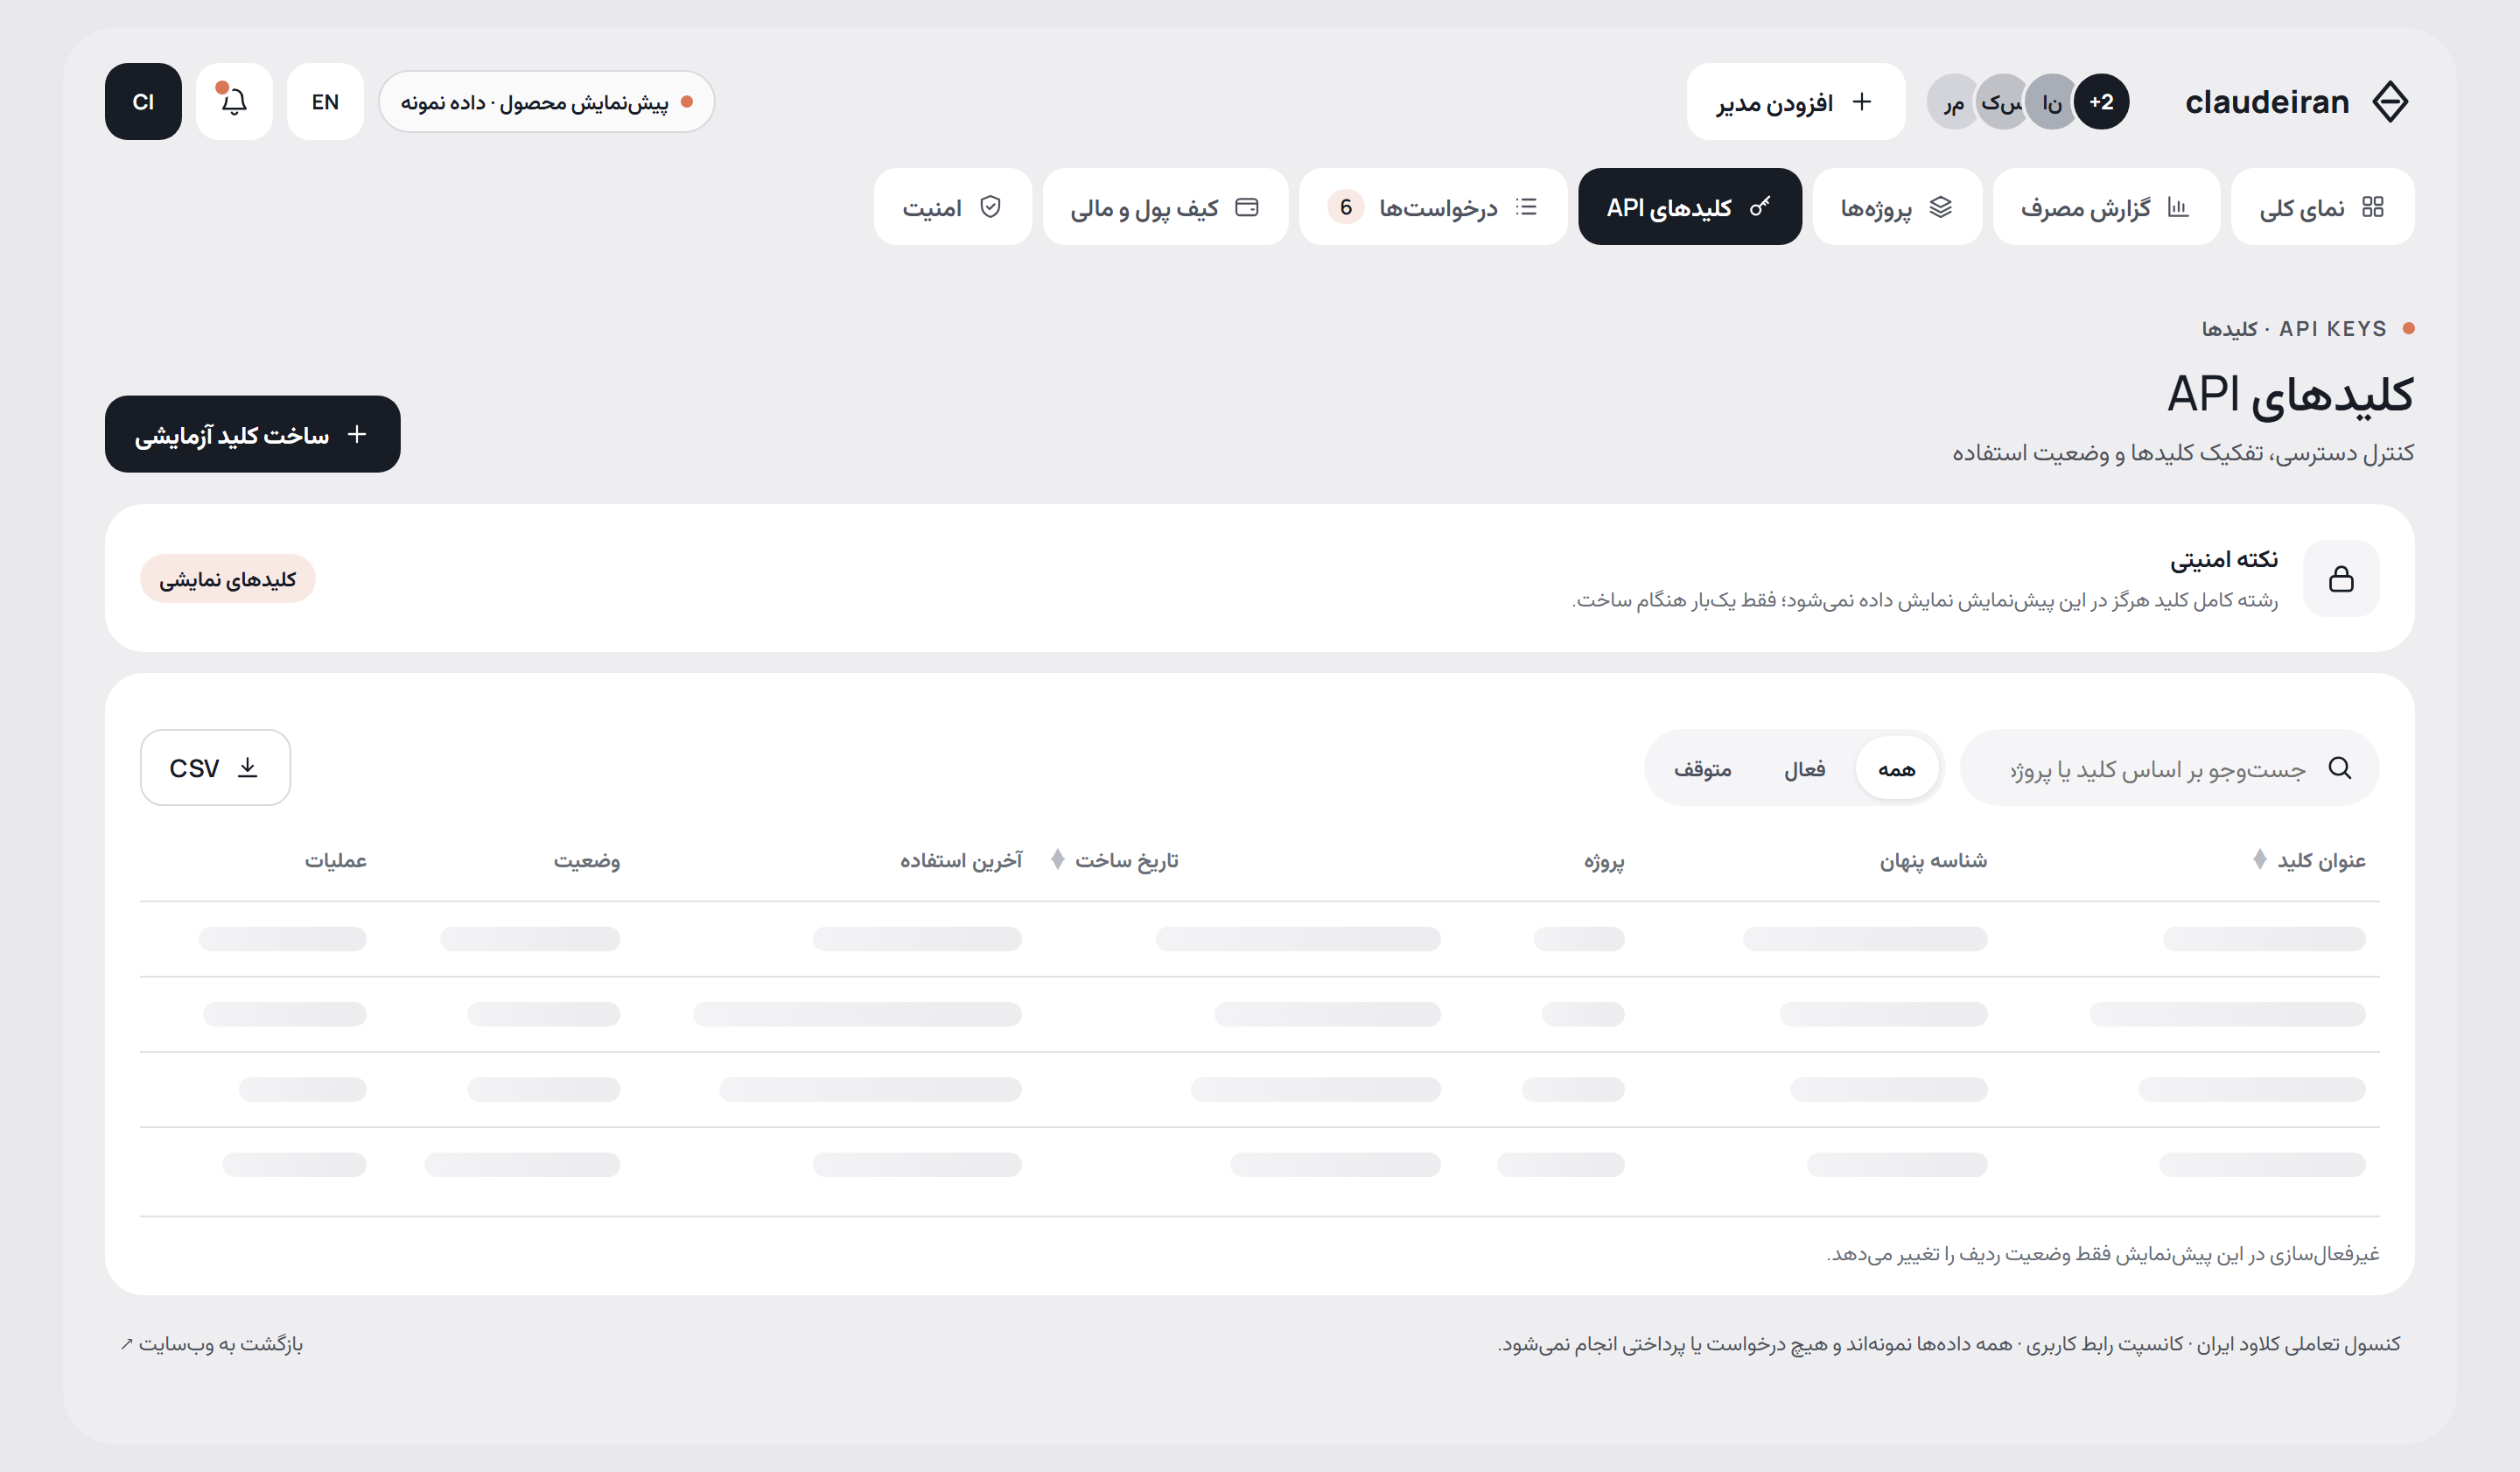 claudeiran
+2
ان
سک
مر
افزودن مدیر
پیش‌نمایش محصول · داده نمونه
EN
CI
نمای کلی
گزارش مصرف
پروژه‌ها
کلیدهای API
درخواست‌ها 6
کیف پول و مالی
امنیت
API KEYS · کلیدها
کلیدهای API
کنترل دسترسی، تفکیک کلیدها و وضعیت استفاده
ساخت کلید آزمایشی
نکته امنیتی
رشته کامل کلید هرگز در این پیش‌نمایش نمایش داده نمی‌شود؛ فقط یک‌بار هنگام ساخت.
کلیدهای نمایشی
جست‌وجو بر اساس کلید یا پروژه
همه
فعال
متوقف
CSV
عنوان کلید
شناسه پنهان
پروژه
تاریخ ساخت
آخرین استفاده
وضعیت
عملیات
غیرفعال‌سازی در این پیش‌نمایش فقط وضعیت ردیف را تغییر می‌دهد.
کنسول تعاملی کلاود ایران · کانسپت رابط کاربری · همه داده‌ها نمونه‌اند و هیچ درخواست یا پرداختی انجام نمی‌شود.
بازگشت به وب‌سایت ↗